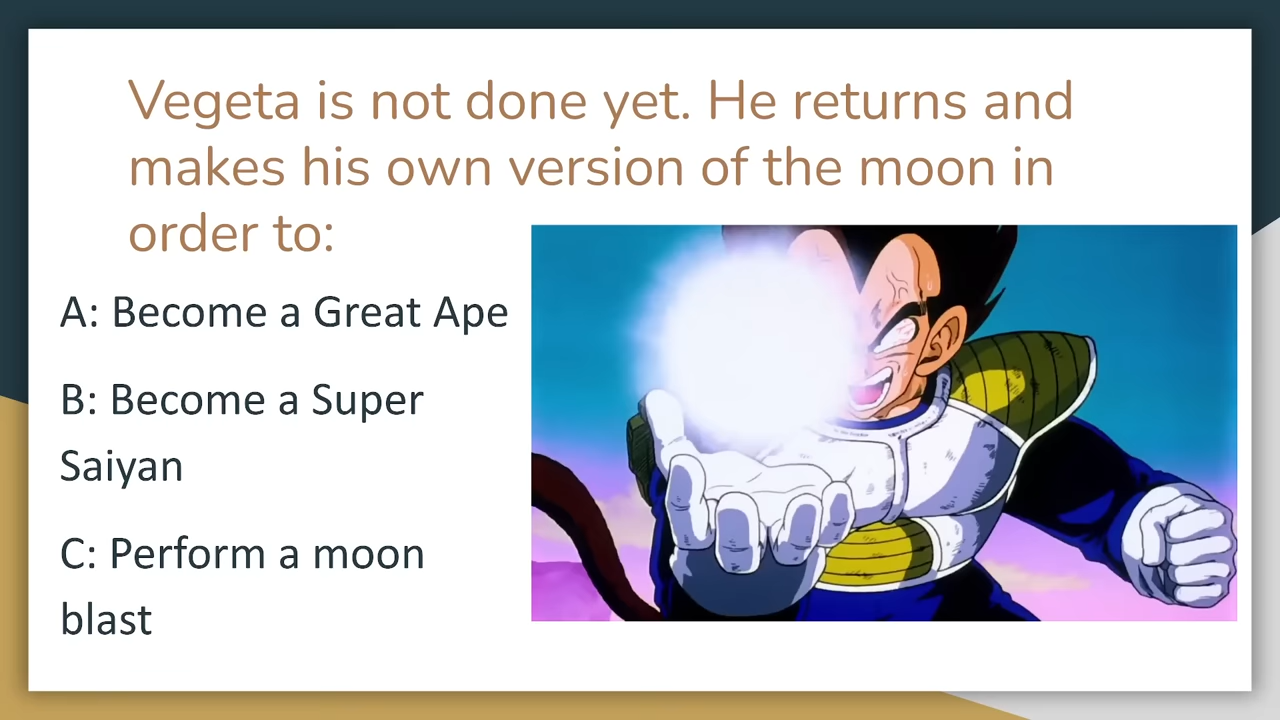 Vegeta is not done yet. He returns and
makes his own version of the moon in
order to:
A: Become a Great Ape
B: Become a Super
Saiyan
C: Perform a moon
blast